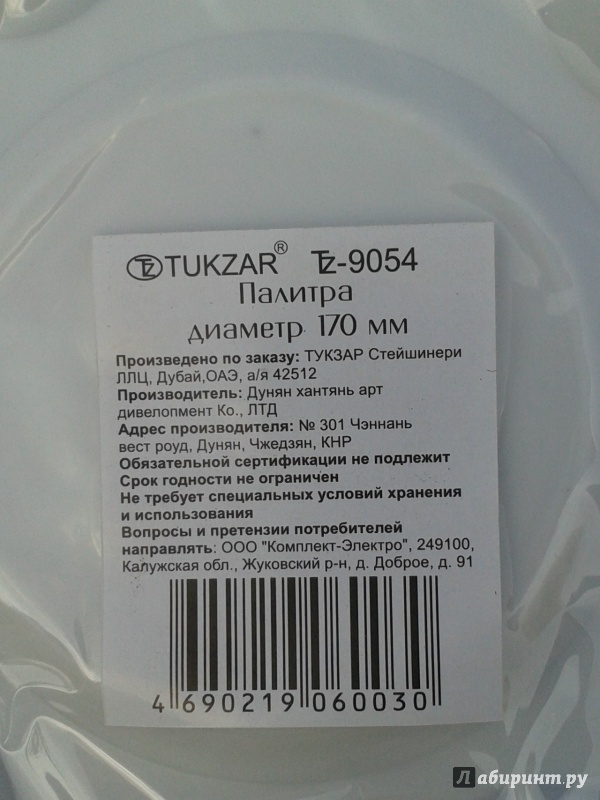 TZ TUKZAR® TZ-9054
Палитра
диаметр 170 мм
Произведено по заказу: ТУКЗАР Стейшинери
ЛЛЦ, Дубай,ОАЭ, а/я 42512
Производитель: Дунян хантянь арт
дивелопмент Ко., ЛТД
Адрес производителя: № 301 Чэннань
вест роуд, Дунян, Чжедзян, КНР
Обязательной сертификации не подлежит
Срок годности не ограничен
Не требует специальных условий хранения
и использования
Вопросы и претензии потребителей
направлять: ООО "Комплект-Электро", 249100,
Калужская обл., Жуковский р-н, д. Доброе, д. 91
4 690219 060030
лабиринт.ру